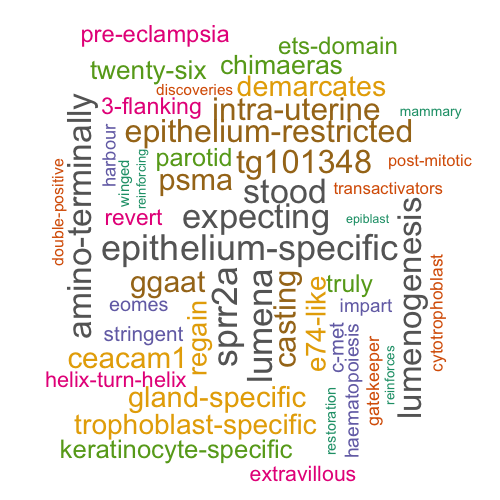 pre-eclampsia
ets-domain
chimaeras
twenty-six
demarcates
discoveries
3-flanking
intra-uterine
mammary
harbour
epithelium-restricted
amino-terminally
winged
reinforcing
parotid
tg101348
post-mitotic
double-positive
psma
stood
transactivators
revert
expecting
epiblast
epithelium-specific
lumenogenesis
cytotrophoblast
ggaat
sprr2a
lumena
casting
e74-like
truly
eomes
regain
impart
stringent
c-met
haematopoiesis
gatekeeper
reinforces
ceacam1
helix-turn-helix
gland-specific
restoration
trophoblast-specific
keratinocyte-specific
extravillous